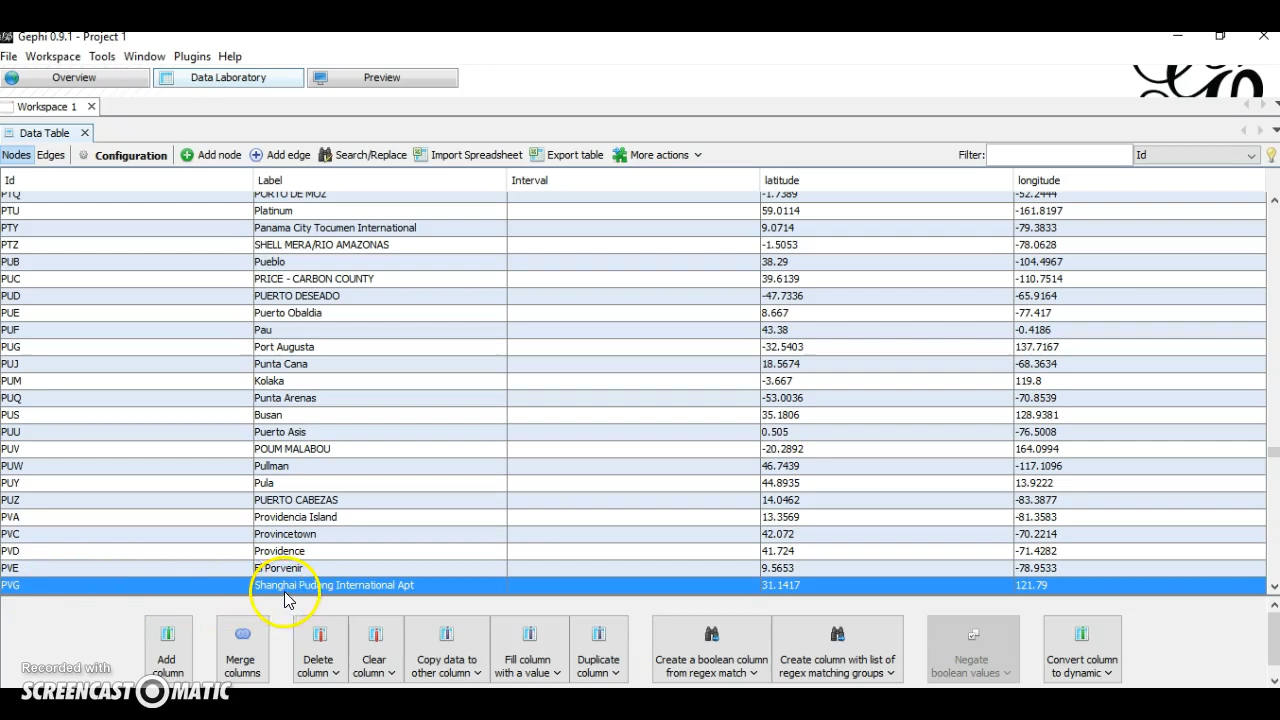 Gephi 0.9.1 - Project 1
File Workspace Tools Window Plugins Help
Overview Data Laboratory Preview
Workspace 1
Data Table
Nodes Edges Configuration Add node Add edge Search/Replace Import Spreadsheet Export table More actions Filter: Id
Id Label Interval latitude longitude
PTQ PORTO DE MOZ -1.7389 -52.2444
PTU Platinum 59.0114 -161.8197
PTY Panama City Tocumen International 9.0714 -79.3833
PTZ SHELL MERA/RIO AMAZONAS -1.5053 -78.0628
PUB Pueblo 38.29 -104.4967
PUC PRICE - CARBON COUNTY 39.6139 -110.7514
PUD PUERTO DESEADO -47.7336 -65.9164
PUE Puerto Obaldia 8.667 -77.417
PUF Pau 43.38 -0.4186
PUG Port Augusta -32.5403 137.7167
PUJ Punta Cana 18.5674 -68.3634
PUM Kolaka -3.667 119.8
PUQ Punta Arenas -53.0036 -70.8539
PUS Busan 35.1806 128.9381
PUU Puerto Asis 0.505 -76.5008
PUV POUM MALABOU -20.2892 164.0994
PUW Pullman 46.7439 -117.1096
PUY Pula 44.8935 13.9222
PUZ PUERTO CABEZAS 14.0462 -83.3877
PVA Providencia Island 13.3569 -81.3583
PVC Provincetown 42.072 -70.2214
PVD Providence 41.724 -71.4282
PVE El Porvenir 9.5653 -78.9533
PVG Shanghai Pudong International Apt 31.1417 121.79
Add column Merge columns Delete column Clear column Copy data to other column Fill column with a value Duplicate column Create a boolean column from regex match Create column with list of regex matching groups Negate boolean values Convert column to dynamic
Recorded with
SCREENCAST-O-MATIC